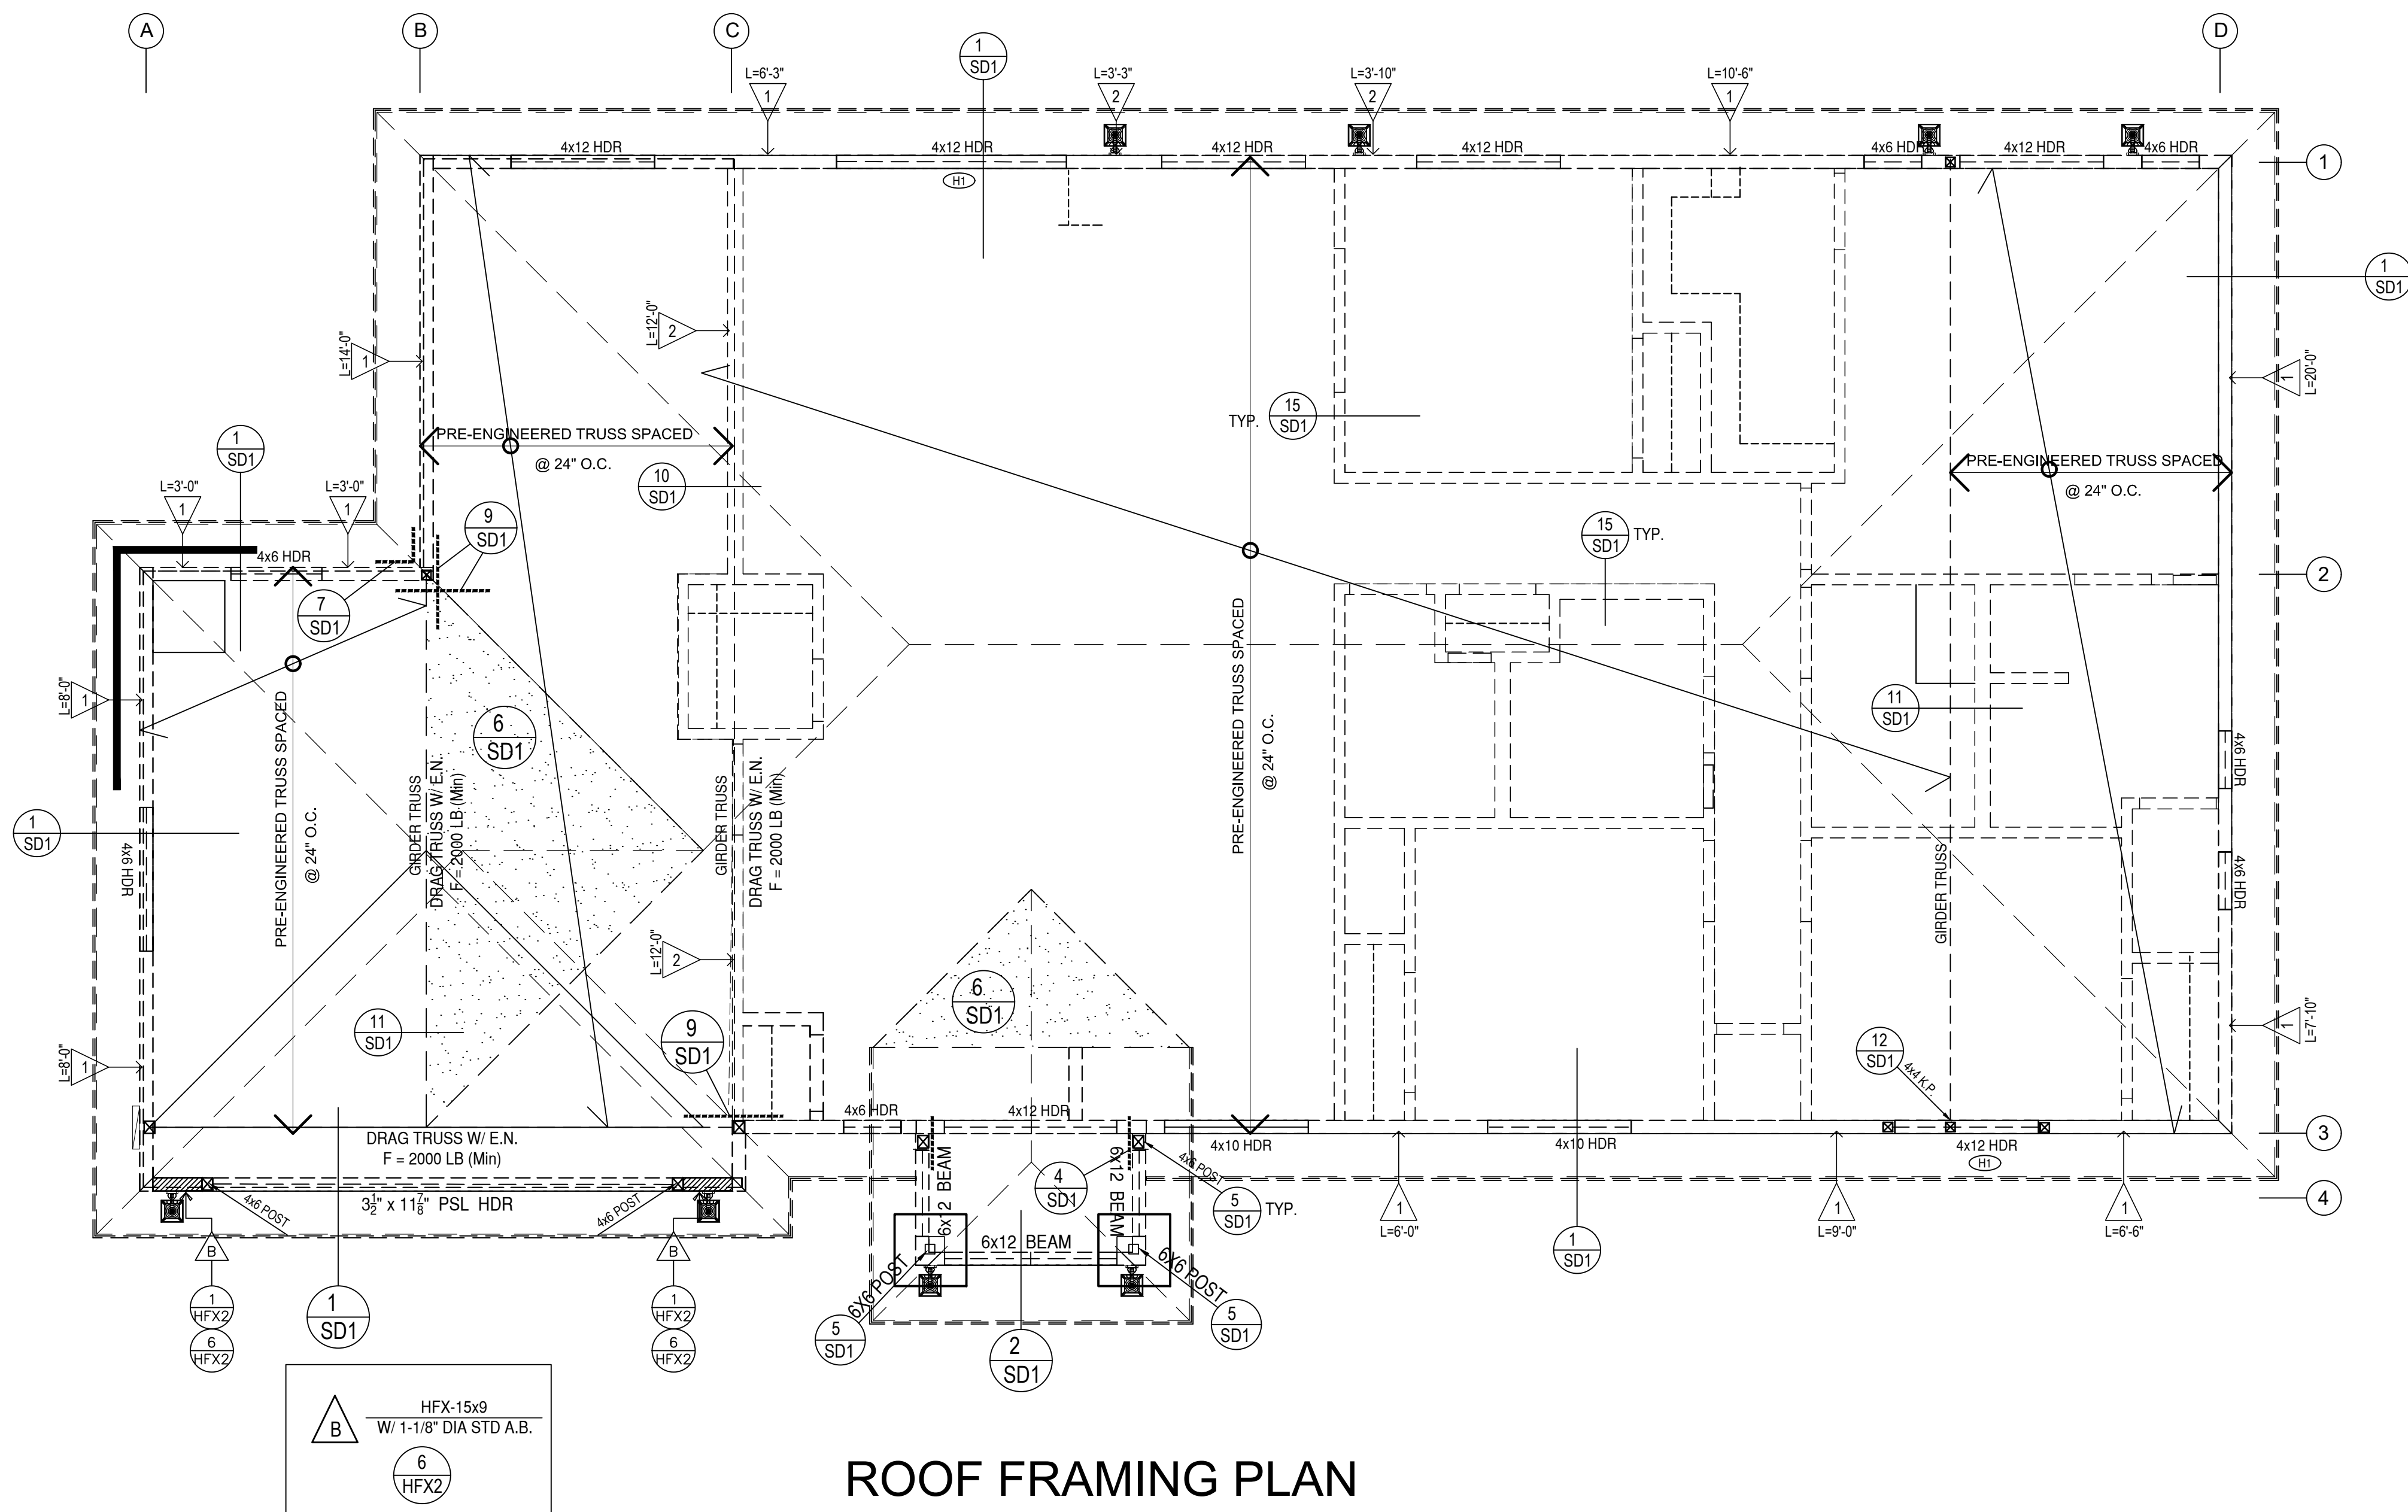 A
B
C
D
1
SD1
L=6'-3"
1
L=3'-3"
2
L=3'-10"
2
L=10'-6"
1
4x12 HDR
4x12 HDR
4x12 HDR
4x12 HDR
4x6 HDR
4x12 HDR
4x6 HDR
1
H1
1
SD1
L=12'-0"
2
L=14'-0"
1
L=20'-0"
1
15
SD1
TYP.
PRE-ENGINEERED TRUSS SPACED
@ 24" O.C.
1
SD1
10
SD1
PRE-ENGINEERED TRUSS SPACED
@ 24" O.C.
L=3'-0"
1
L=3'-0"
1
9
SD1
15
SD1
TYP.
4x6 HDR
2
7
SD1
L=8'-0"
1
6
SD1
11
SD1
PRE-ENGINEERED TRUSS SPACED
@ 24" O.C.
GIRDER TRUSS
DRAG TRUSS W/ E.N.
F = 2000 LB (Min)
GIRDER TRUSS
DRAG TRUSS W/ E.N.
F = 2000 LB (Min)
PRE-ENGINEERED TRUSS SPACED
@ 24" O.C.
4x6 HDR
1
SD1
4x6 HDR
GIRDER TRUSS
4x6 HDR
L=12'-0"
2
6
SD1
11
SD1
9
SD1
L=7'-10"
1
12
SD1
4x4 K.P.
L=8'-0"
1
4x6 HDR
4x12 HDR
3
DRAG TRUSS W/ E.N.
F = 2000 LB (Min)
4x10 HDR
4x10 HDR
4x12 HDR
H1
6x12 BEAM
6x12 BEAM
4
SD1
4x6 POST
5
SD1
TYP.
4
3½" x 11⅞" PSL HDR
4x6 POST
4x6 POST
1
L=6'-0"
1
L=9'-0"
1
L=6'-6"
B
B
6x12 BEAM
1
SD1
6X6 POST
6X6 POST
1
HFX2
6
HFX2
1
SD1
1
HFX2
6
HFX2
5
SD1
2
SD1
5
SD1
B
HFX-15x9
W/ 1-1/8" DIA STD A.B.
6
HFX2
ROOF FRAMING PLAN